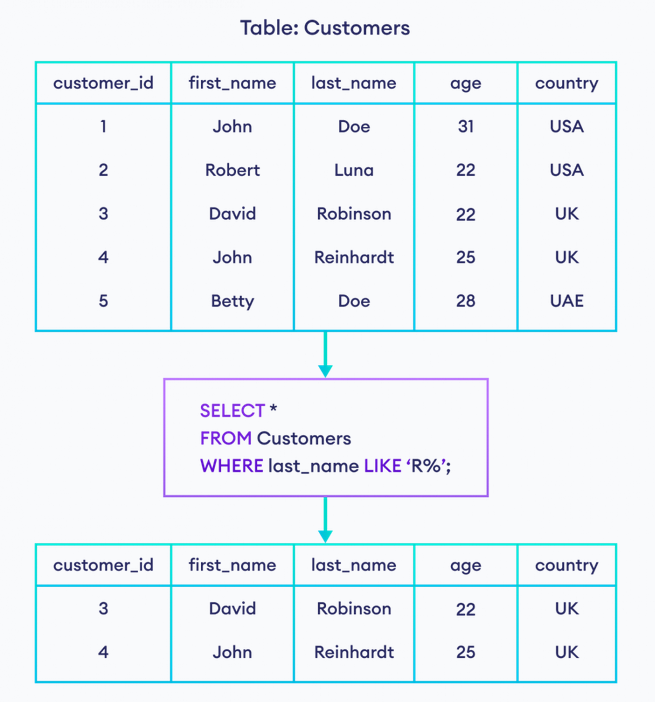 Table: Customers
customer_id first_name last_name age country
1 John Doe 31 USA
2 Robert Luna 22 USA
3 David Robinson 22 UK
4 John Reinhardt 25 UK
5 Betty Doe 28 UAE
SELECT *
FROM Customers
WHERE last_name LIKE ‘R%’;
customer_id first_name last_name age country
3 David Robinson 22 UK
4 John Reinhardt 25 UK